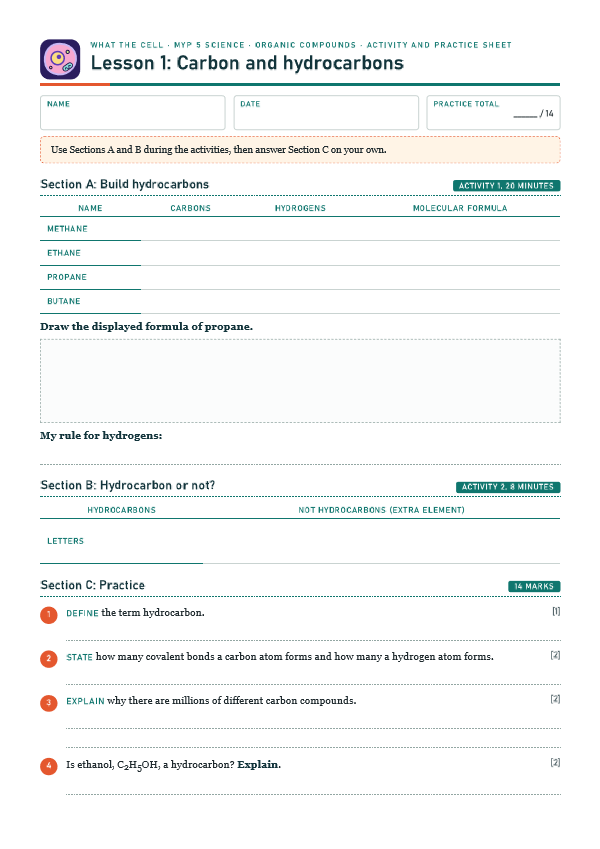 WHAT THE CELL · MYP 5 SCIENCE · ORGANIC COMPOUNDS · ACTIVITY AND PRACTICE SHEET
Lesson 1: Carbon and hydrocarbons
NAME DATE PRACTICE TOTAL
_____ / 14
Use Sections A and B during the activities, then answer Section C on your own.
Section A: Build hydrocarbons ACTIVITY 1, 20 MINUTES
NAME CARBONS HYDROGENS MOLECULAR FORMULA
METHANE
ETHANE
PROPANE
BUTANE
Draw the displayed formula of propane.
My rule for hydrogens:
Section B: Hydrocarbon or not? ACTIVITY 2, 8 MINUTES
HYDROCARBONS NOT HYDROCARBONS (EXTRA ELEMENT)
LETTERS
Section C: Practice 14 MARKS
1 DEFINE the term hydrocarbon. [1]
2 STATE how many covalent bonds a carbon atom forms and how many a hydrogen atom forms. [2]
3 EXPLAIN why there are millions of different carbon compounds. [2]
4 Is ethanol, C₂H₅OH, a hydrocarbon? Explain. [2]